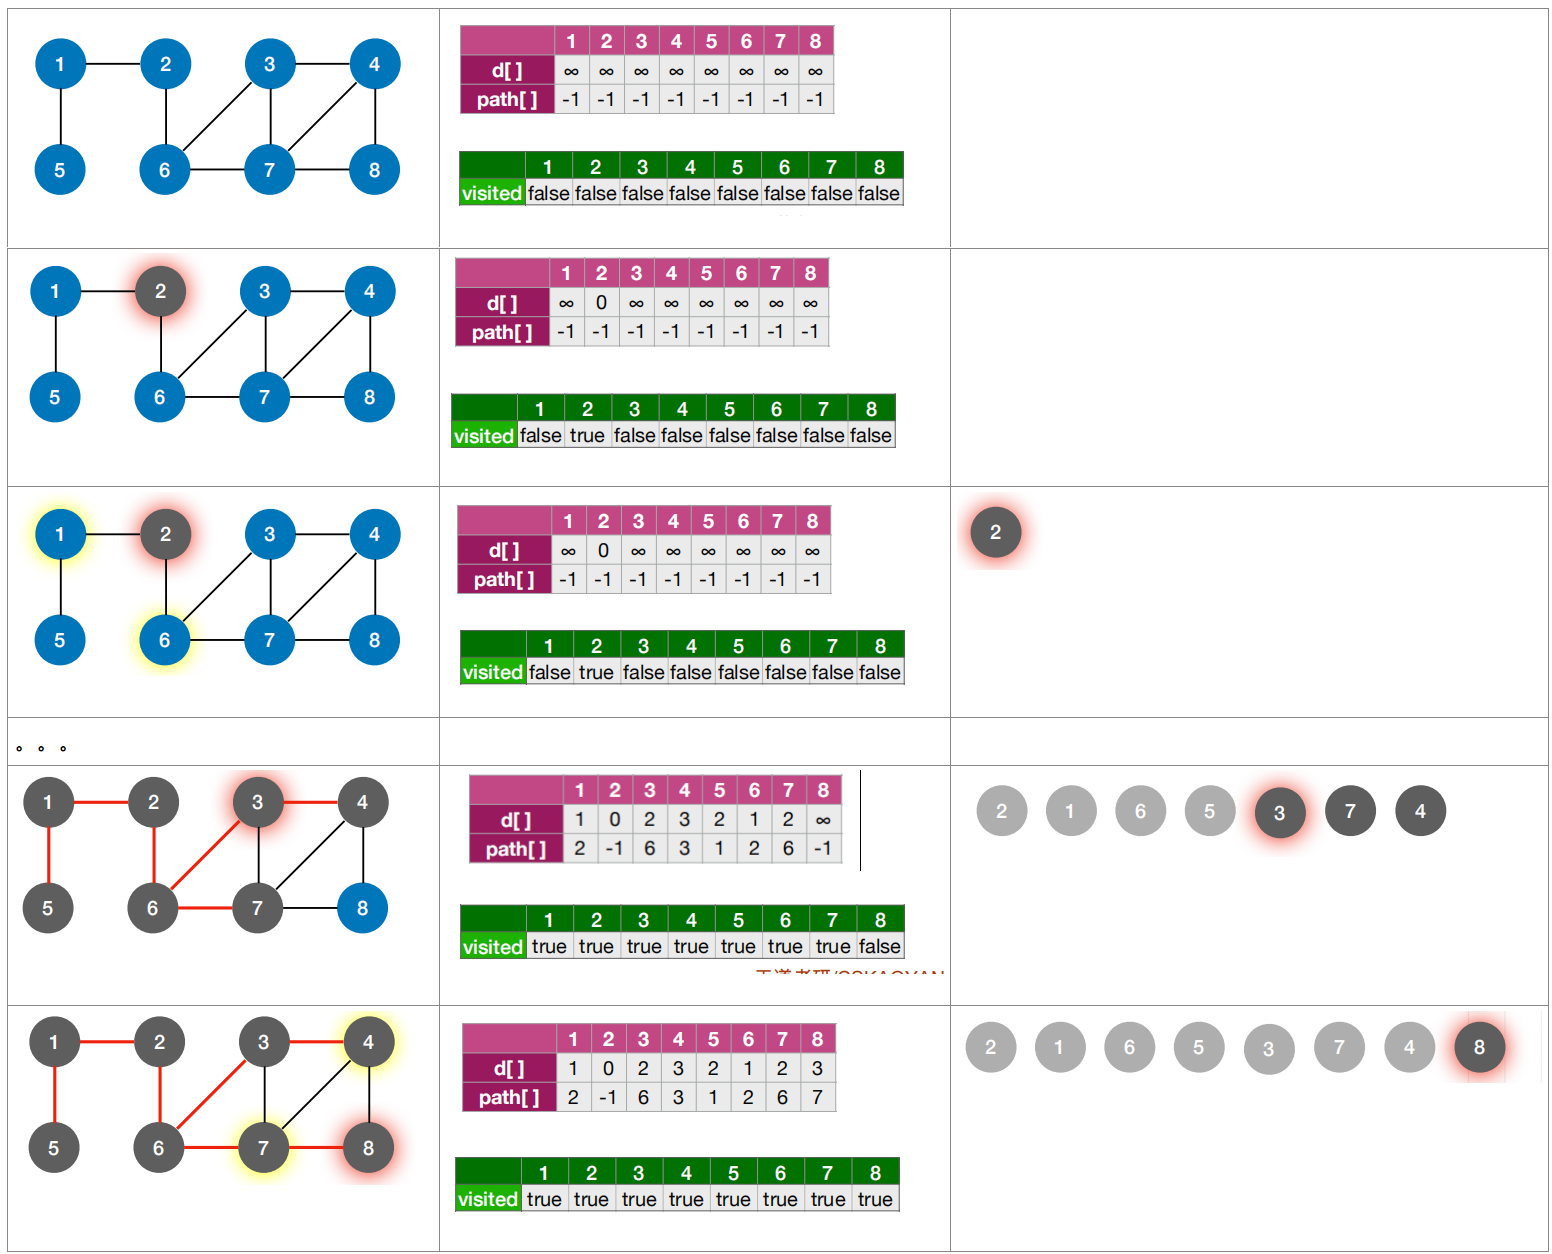 1 2 3 4
5 6 7 8
1 2 3 4 5 6 7 8
d[ ] ∞ ∞ ∞ ∞ ∞ ∞ ∞ ∞
path[ ] -1 -1 -1 -1 -1 -1 -1 -1
1 2 3 4 5 6 7 8
visited false false false false false false false false
1 2 3 4
5 6 7 8
1 2 3 4 5 6 7 8
d[ ] ∞ 0 ∞ ∞ ∞ ∞ ∞ ∞
path[ ] -1 -1 -1 -1 -1 -1 -1 -1
1 2 3 4 5 6 7 8
visited false true false false false false false false
1 2 3 4
5 6 7 8
1 2 3 4 5 6 7 8
d[ ] ∞ 0 ∞ ∞ ∞ ∞ ∞ ∞
path[ ] -1 -1 -1 -1 -1 -1 -1 -1
1 2 3 4 5 6 7 8
visited false true false false false false false false
2
。。。
1 2 3 4
5 6 7 8
1 2 3 4 5 6 7 8
d[ ] 1 0 2 3 2 1 2 ∞
path[ ] 2 -1 6 3 1 2 6 -1
1 2 3 4 5 6 7 8
visited true true true true true true true false
2 1 6 5 3 7 4
1 2 3 4
5 6 7 8
1 2 3 4 5 6 7 8
d[ ] 1 0 2 3 2 1 2 3
path[ ] 2 -1 6 3 1 2 6 7
1 2 3 4 5 6 7 8
visited true true true true true true true true
2 1 6 5 3 7 4 8